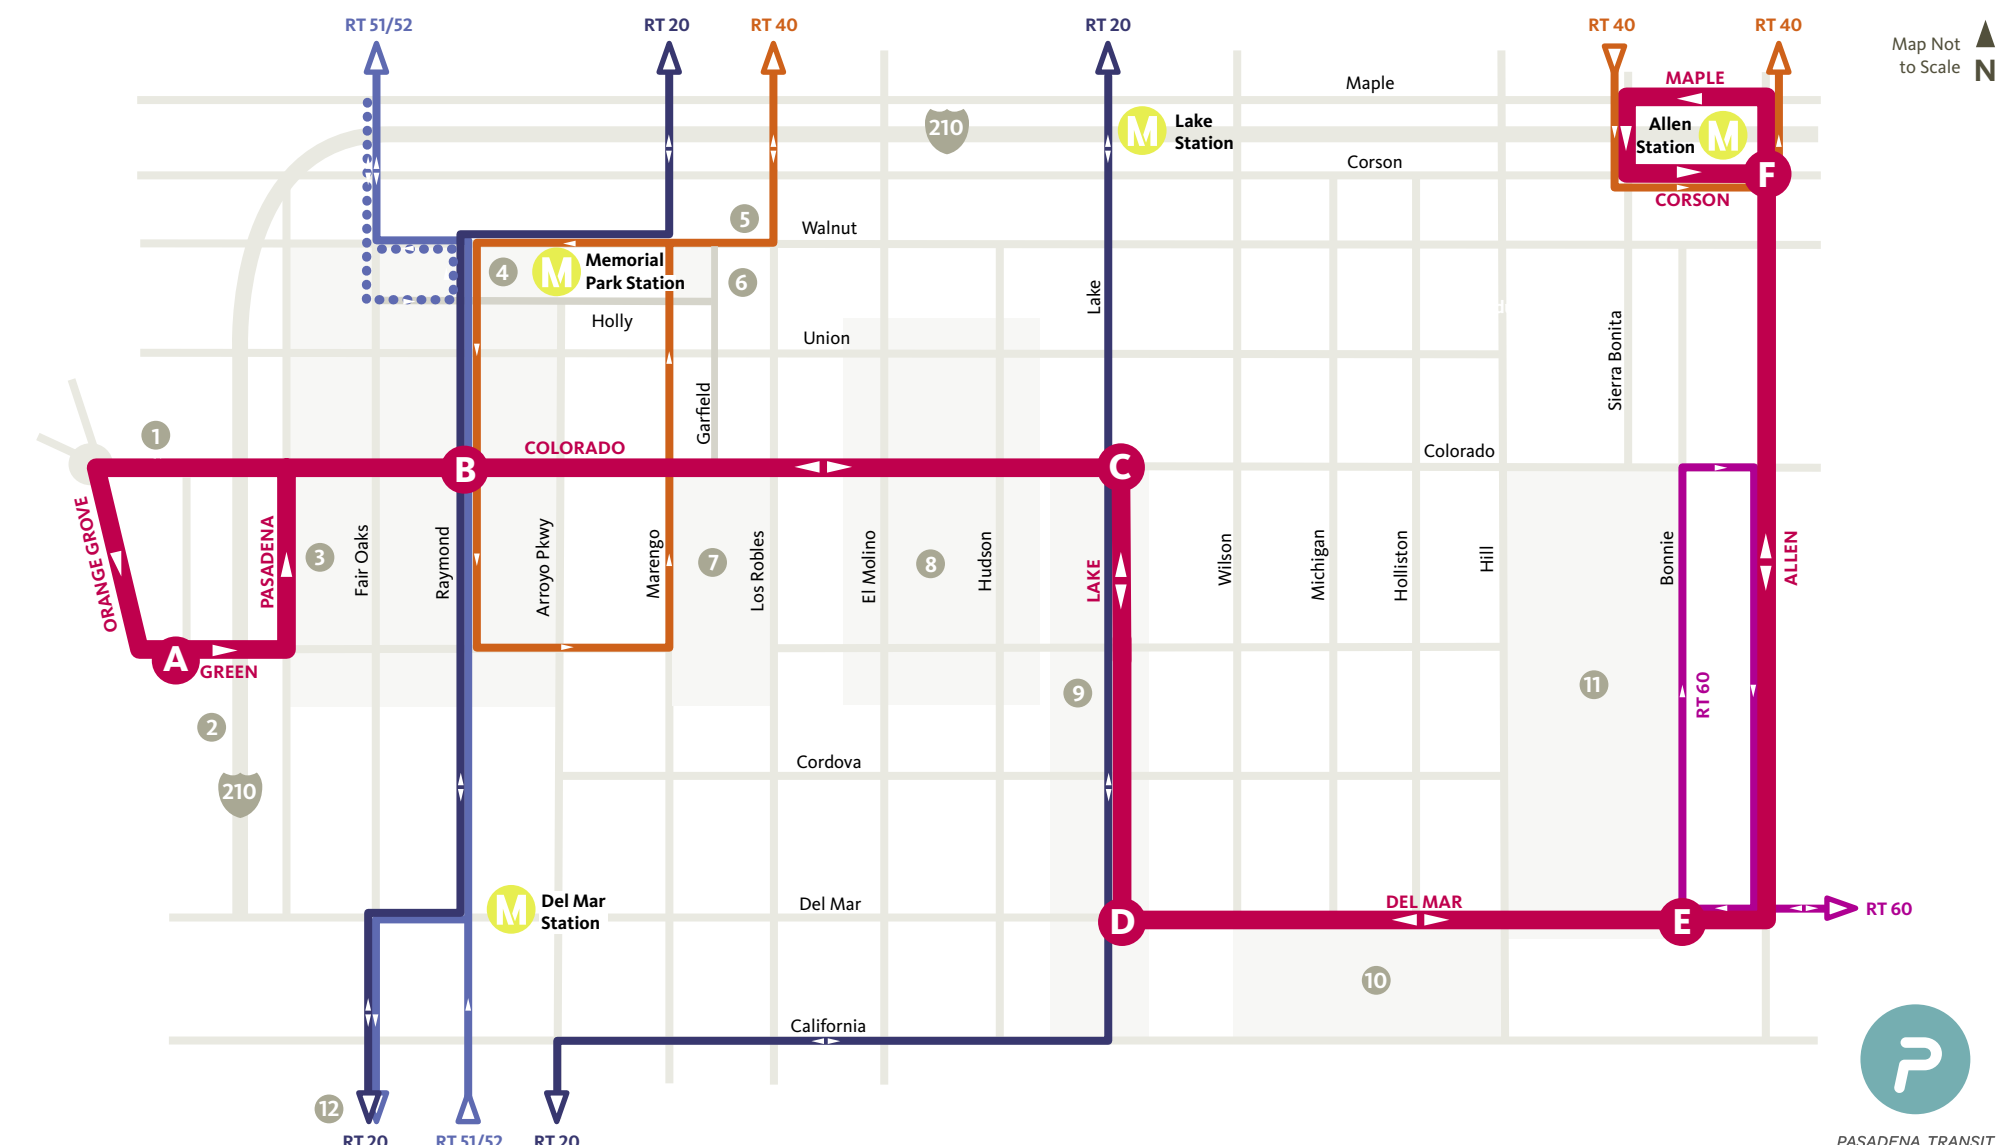 RT 51/52
RT 20
RT 40
RT 20
RT 40
RT 40
Map Not
to Scale
N
MAPLE
Maple
210
Lake
Station
M
Allen
Station
M
Corson
F
CORSON
5
Walnut
4
M
Memorial
Park Station
6
Holly
Lake
Union
Sierra Bonita
Garfield
1
COLORADO
Colorado
B
C
ORANGE GROVE
PASADENA
3
Fair Oaks
Raymond
Arroyo Pkwy
Marengo
7
Los Robles
El Molino
8
Hudson
LAKE
Wilson
Michigan
Holliston
Hill
Bonnie
ALLEN
A
GREEN
9
11
RT 60
2
Cordova
210
M
Del Mar
Station
Del Mar
DEL MAR
D
E
RT 60
10
California
12
P
RT 20
RT 51/52
RT 20
PASADENA TRANSIT